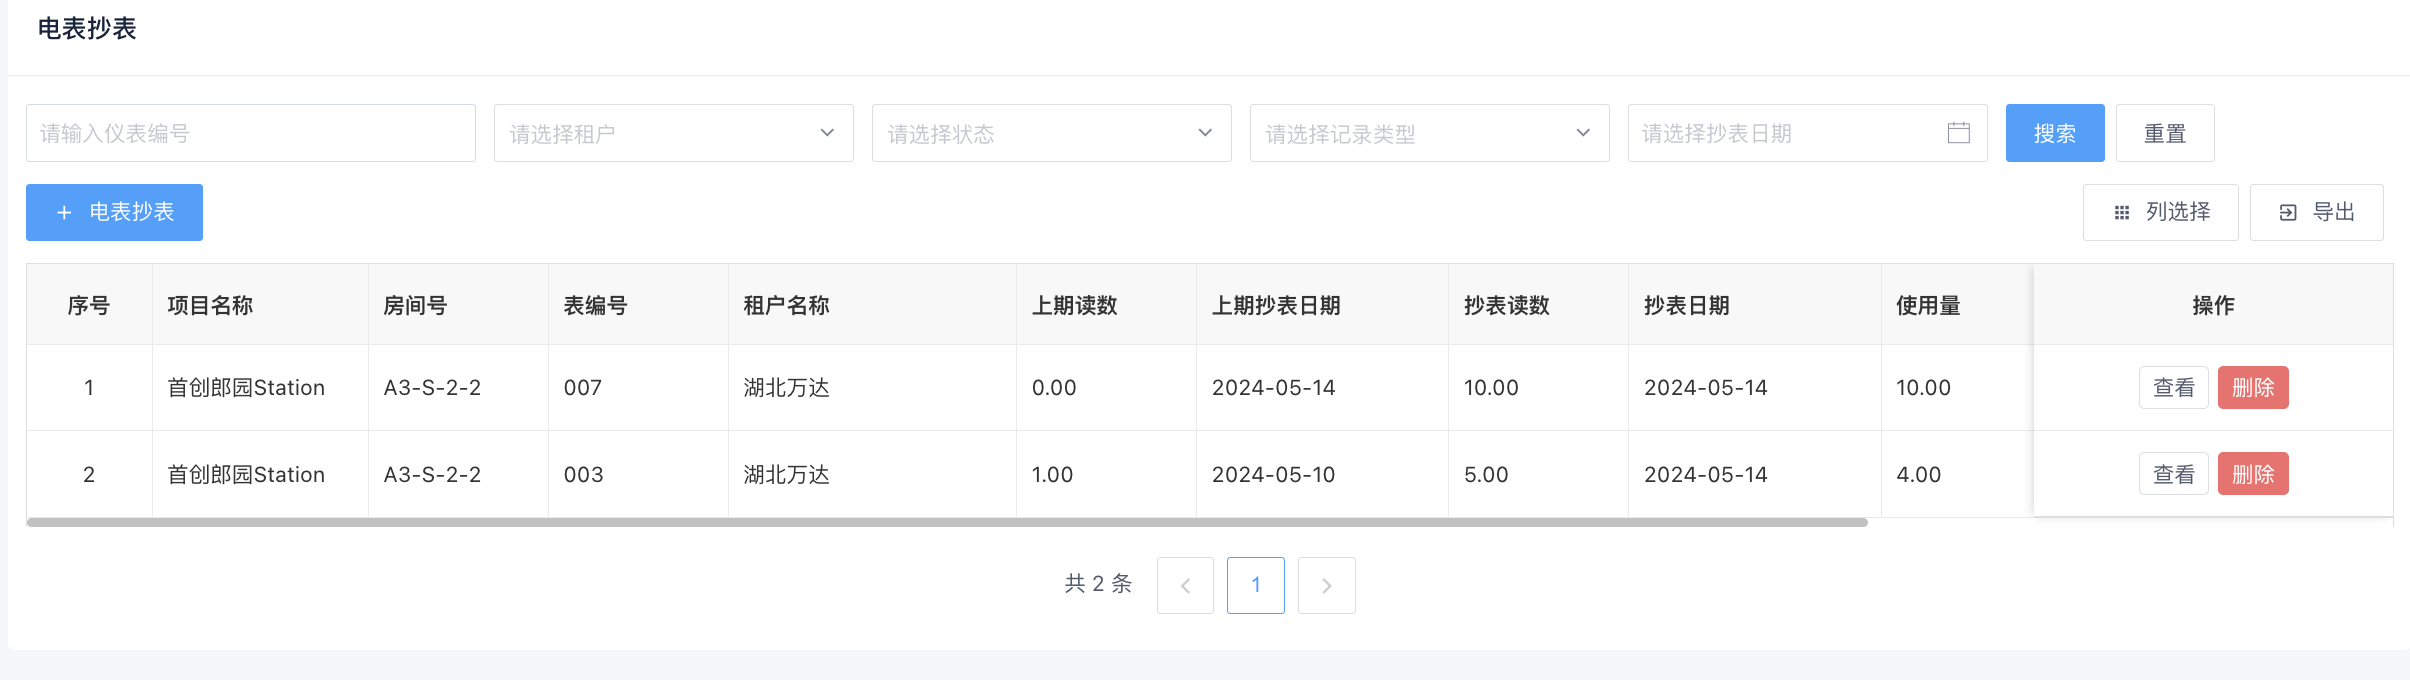 电表抄表
请输入仪表编号 请选择租户 请选择状态 请选择记录类型 请选择抄表日期 搜索 重置
+ 电表抄表 列选择 导出
序号 项目名称 房间号 表编号 租户名称 上期读数 上期抄表日期 抄表读数 抄表日期 使用量 操作
1 首创郎园Station A3-S-2-2 007 湖北万达 0.00 2024-05-14 10.00 2024-05-14 10.00 查看 删除
2 首创郎园Station A3-S-2-2 003 湖北万达 1.00 2024-05-10 5.00 2024-05-14 4.00 查看 删除
共 2 条 1